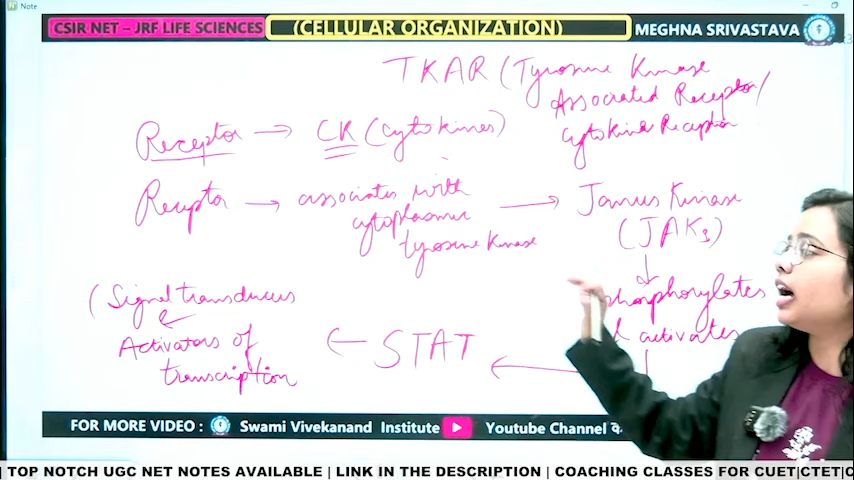 Note
CSIR NET – JRF LIFE SCIENCES
(CELLULAR ORGANIZATION)
MEGHNA SRIVASTAVA
TKAR (Tyrosine Kinase
Associated Receptor/
Cytokine Receptor
Receptor → CR (Cytokines)
Receptor → associates with
cytoplasmic
tyrosine kinase
→ Janus Kinase
(JAKs)
phosphorylates
activates
STAT
(Signal transducers
&
Activators of
transcription
FOR MORE VIDEO :
Swami Vivekanand Institute
Youtube Channel
| TOP NOTCH UGC NET NOTES AVAILABLE | LINK IN THE DESCRIPTION | COACHING CLASSES FOR CUET|CTET|C